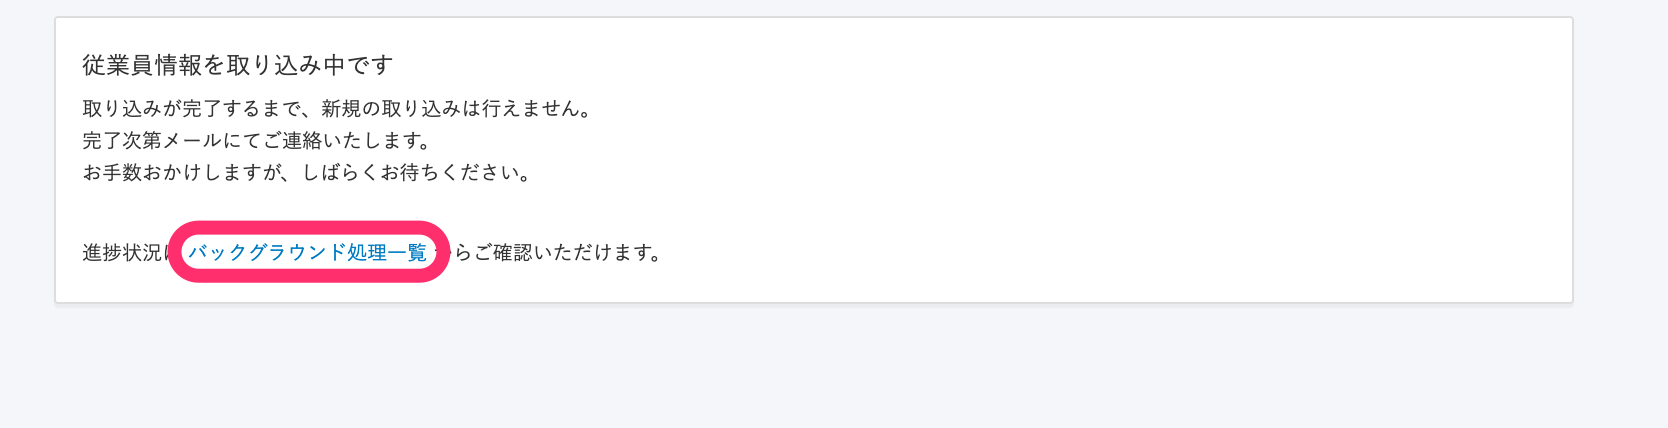 従業員情報を取り込み中です
取り込みが完了するまで、新規の取り込みは行えません。
完了次第メールにてご連絡いたします。
お手数おかけしますが、しばらくお待ちください。
進捗状況は バックグラウンド処理一覧 からご確認いただけます。